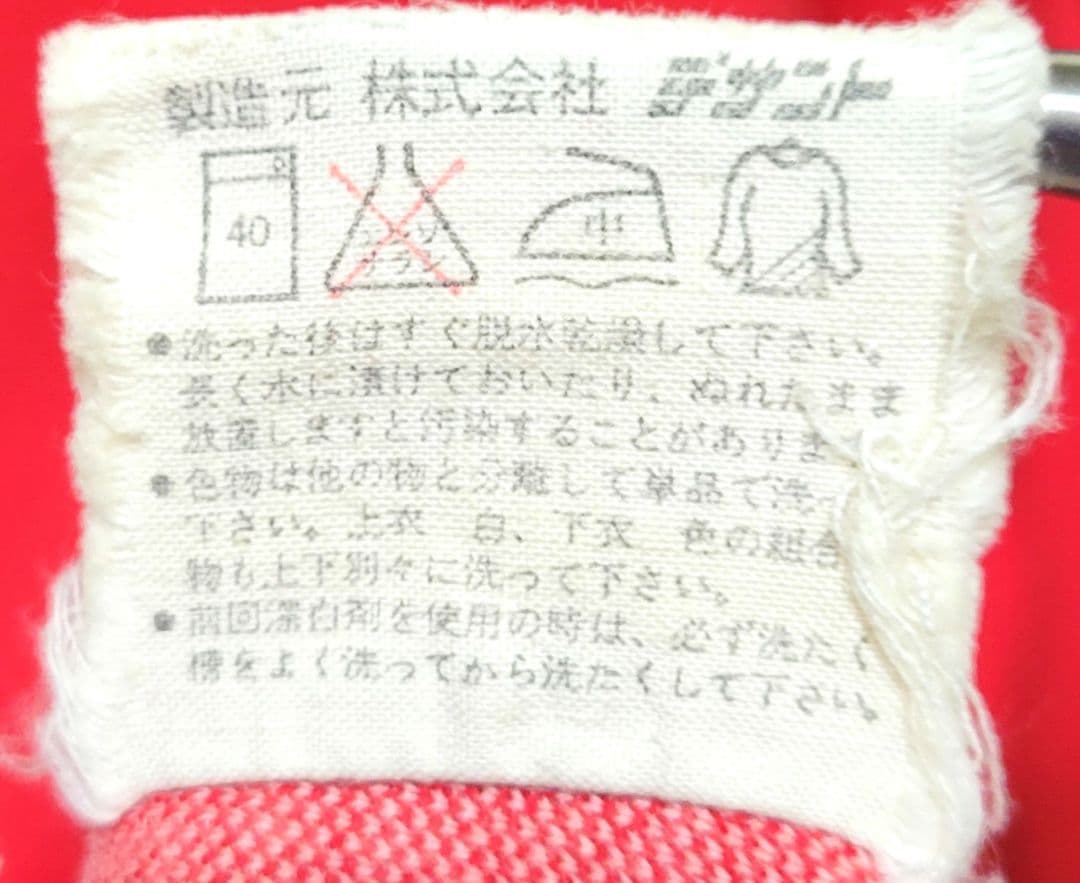 製造元 株式会社 デサント
40
エンソ
サラシ
中
●洗った後はすぐ脱水乾燥して下さい。
長く水に漬けておいたり、ぬれたまま
放置しますと汚染することがありま
●色物は他の物と分離して単品で洗っ
下さい。上衣 白、下衣 色の組合
物も上下別々に洗って下さい。
●前回漂白剤を使用の時は、必ず洗たく
槽をよく洗ってから洗たくして下さい。